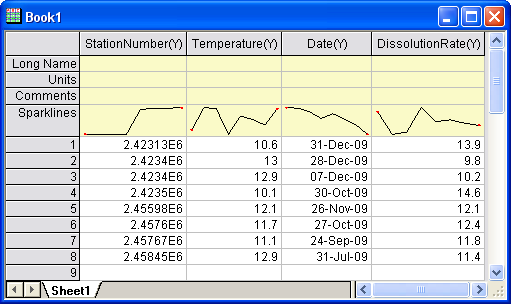 Book1
StationNumber(Y) Temperature(Y) Date(Y) DissolutionRate(Y)
Long Name
Units
Comments
Sparklines
1 2.42313E6 10.6 31-Dec-09 13.9
2 2.4234E6 13 28-Dec-09 9.8
3 2.4234E6 12.9 07-Dec-09 10.2
4 2.4235E6 10.1 30-Oct-09 14.6
5 2.45598E6 12.1 26-Nov-09 12.1
6 2.4576E6 11.7 27-Oct-09 12.4
7 2.45767E6 11.1 24-Sep-09 11.8
8 2.45845E6 12.9 31-Jul-09 11.4
9
Sheet1